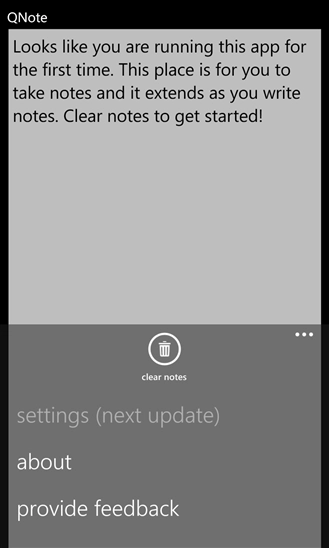 QNote
Looks like you are running this app for
the first time. This place is for you to
take notes and it extends as you write
notes. Clear notes to get started!
clear notes
settings (next update)
about
provide feedback